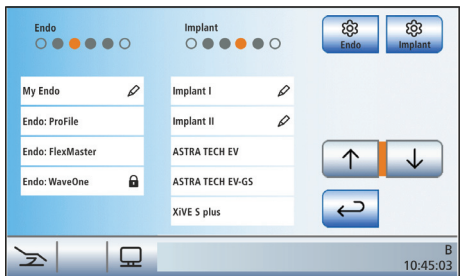 Endo
Implant
Endo
Implant
My Endo
Endo: ProFile
Endo: FlexMaster
Endo: WaveOne
Implant I
Implant II
ASTRA TECH EV
ASTRA TECH EV-GS
XiVE S plus
B
10:45:03